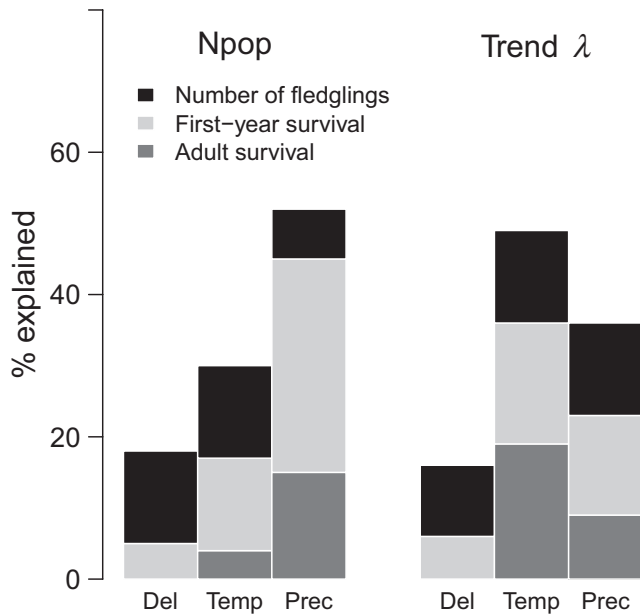 Npop
Trend λ
Number of fledglings
First−year survival
Adult survival
% explained
60
40
20
0
Del Temp Prec
Del Temp Prec